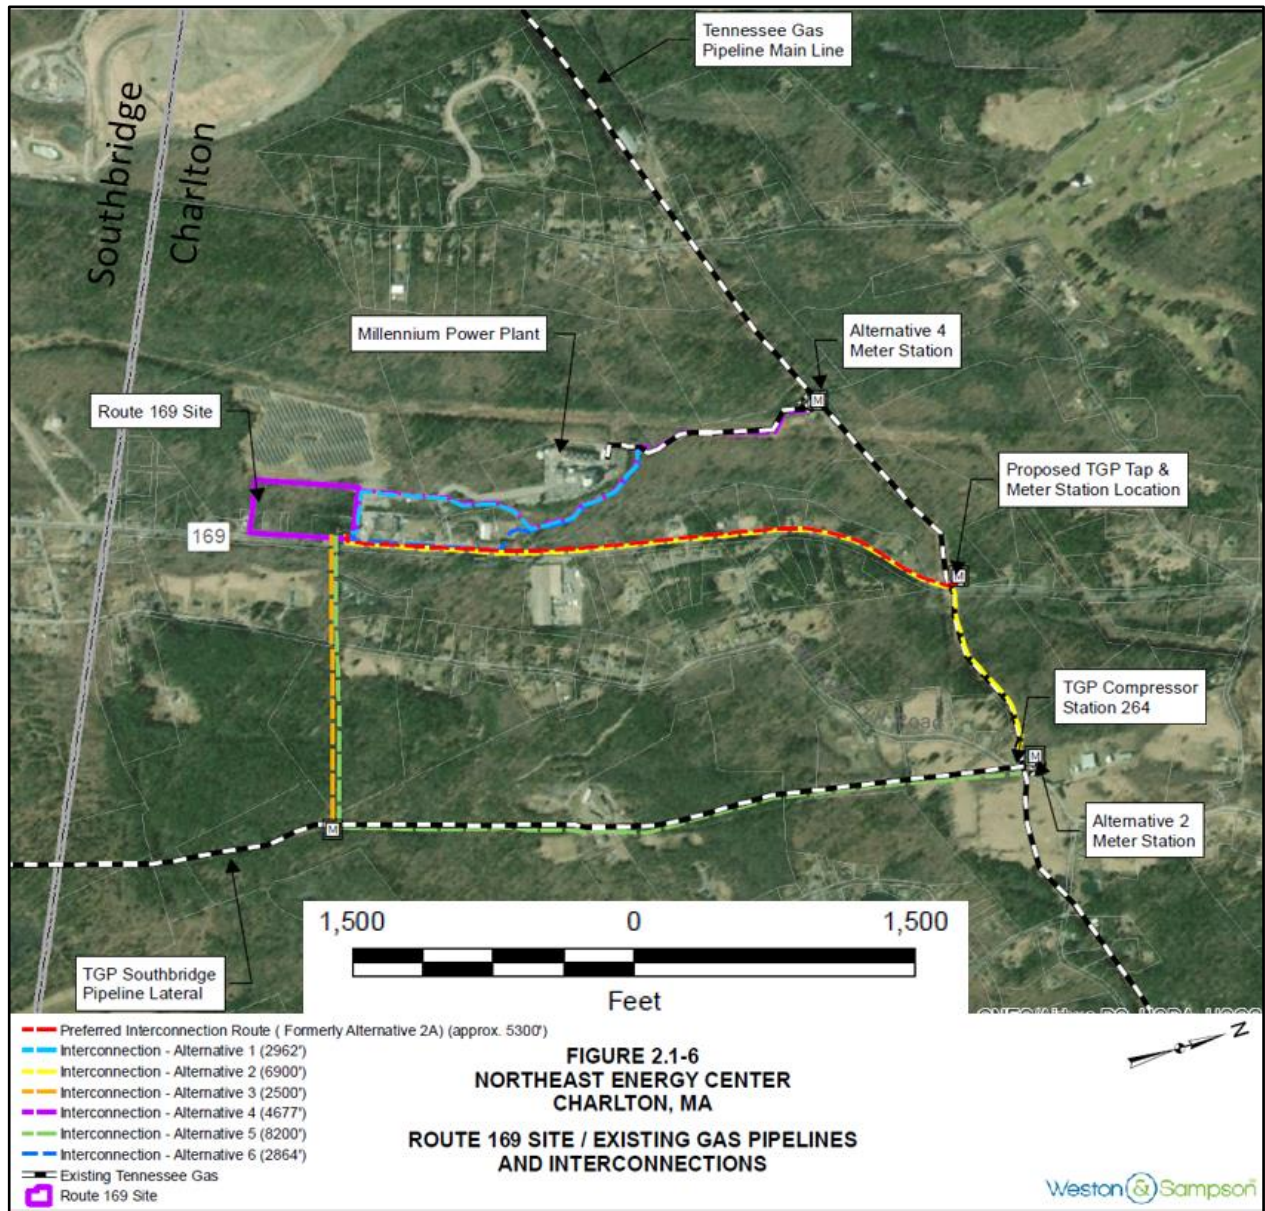 Tennessee Gas
Pipeline Main Line
Southbridge
Charlton
Millennium Power Plant
Alternative 4
Meter Station
M
Route 169 Site
Proposed TGP Tap &
Meter Station Location
169
M
TGP Compressor
Station 264
Road
M
M
Alternative 2
Meter Station
TGP Southbridge
Pipeline Lateral
1,500 0 1,500
Feet
Preferred Interconnection Route ( Formerly Alternative 2A) (approx. 5300')
Interconnection - Alternative 1 (2962')
Interconnection - Alternative 2 (6900')
Interconnection - Alternative 3 (2500')
Interconnection - Alternative 4 (4677')
Interconnection - Alternative 5 (8200')
Interconnection - Alternative 6 (2864')
Existing Tennessee Gas
Route 169 Site
FIGURE 2.1-6
NORTHEAST ENERGY CENTER
CHARLTON, MA
ROUTE 169 SITE / EXISTING GAS PIPELINES
AND INTERCONNECTIONS
N
Weston & Sampson